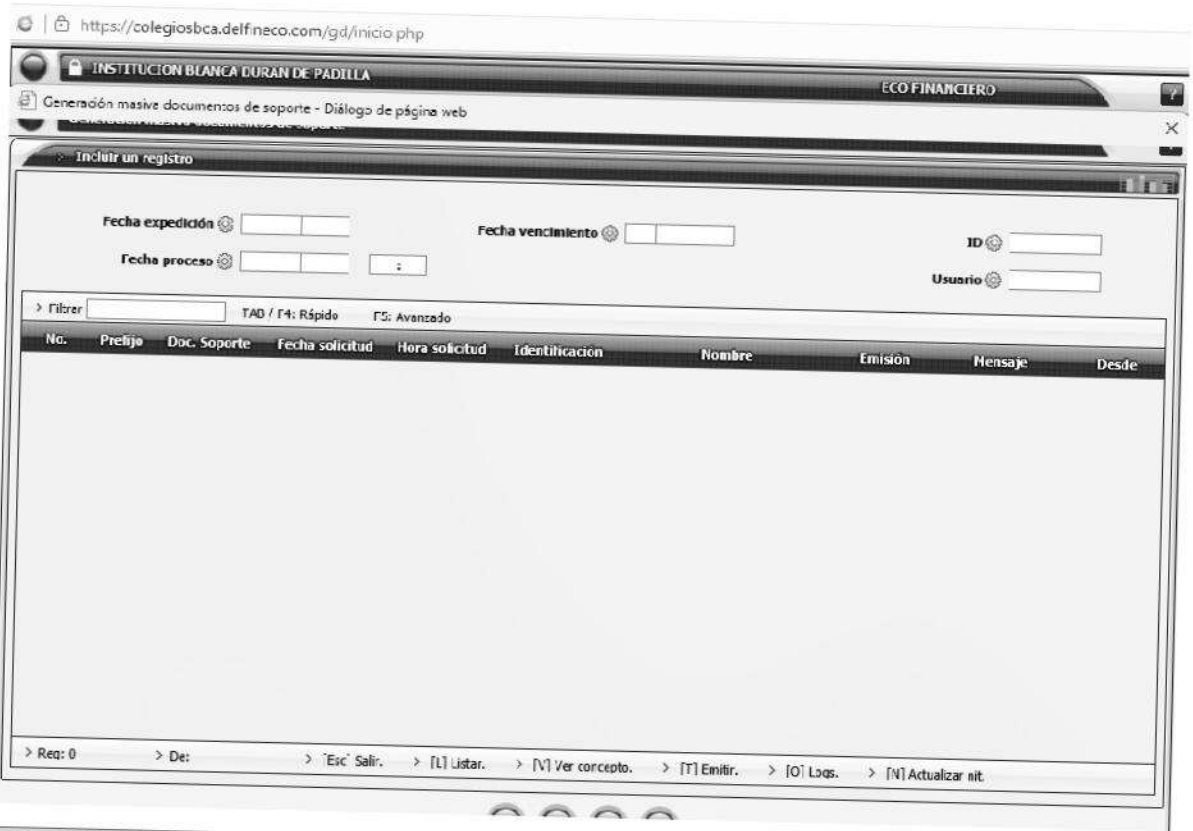 https://colegiosbca.delfineco.com/gd/inicio.php
INSTITUCION BLANCA DURAN DE PADILLA
ECO FINANCIERO
?
Generación masiva documentos de soporte - Diálogo de página web
Incluir un registro
Fecha expedición
Fecha vencimiento
ID
Fecha proceso
:
Usuario
> Filtrar
TAB / F4: Rápido
F5: Avanzado
No. Prefijo Doc. Soporte Fecha solicitud Hora solicitud Identificación Nombre Emisión Mensaje Desde
> Reg: 0 > De: > [Esc] Salir. > [L] Listar. > [V] Ver concepto. > [T] Emitir. > [O] Logs. > [N] Actualizar nit.